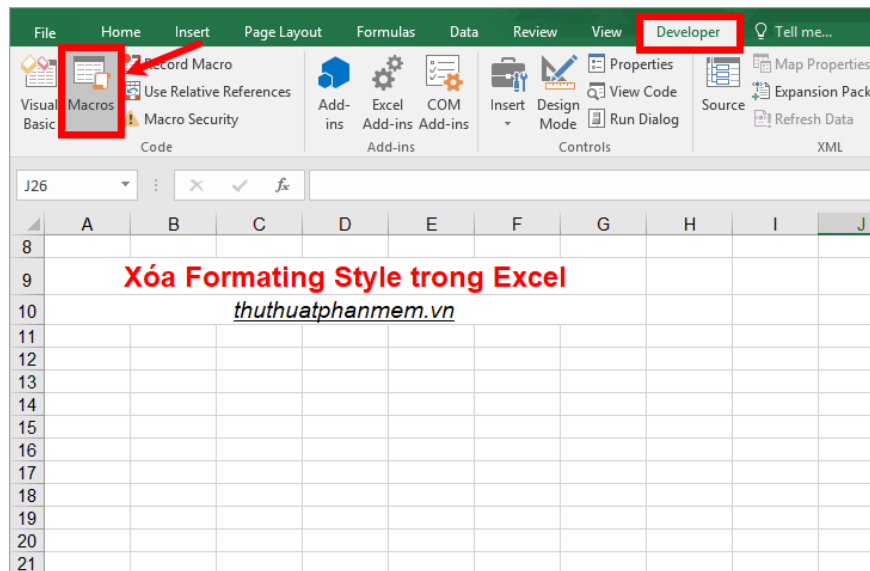 File Home Insert Page Layout Formulas Data Review View Developer Tell me...
Record Macro Properties Map Properties
Use Relative References View Code Expansion Pack
Visual Basic Macros Macro Security Add-ins Excel Add-ins COM Add-ins Insert Design Mode Run Dialog Source Refresh Data
Code Add-ins Controls XML
J26 fx
A B C D E F G H I J
8
9 Xóa Formating Style trong Excel
10 thuthuatphanmem.vn
11
12
13
14
15
16
17
18
19
20
21